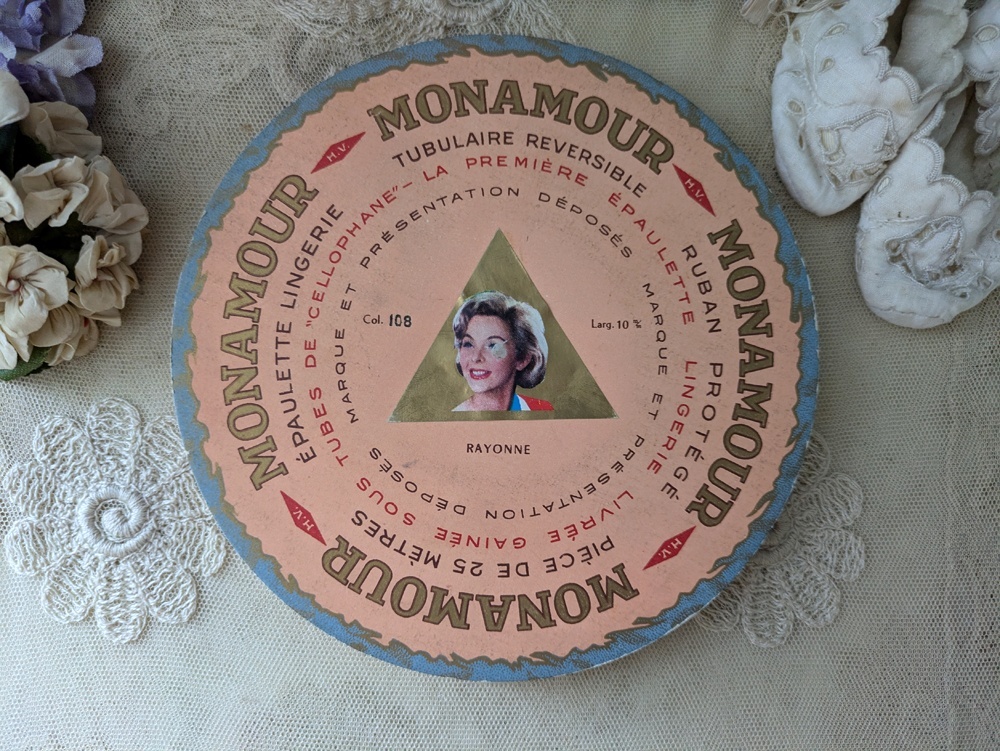 MONAMOUR
MONAMOUR
MONAMOUR
MONAMOUR
H.V.
H.V.
H.V.
H.V.
ÉPAULETTE LINGERIE
TUBULAIRE REVERSIBLE
RUBAN PROTÉGÉ
PIÈCE DE 25 MÈTRES
LA PREMIÈRE ÉPAULETTE LINGERIE LIVRÉE GAINÉE SOUS TUBES DE "CELLOPHANE"–
MARQUE ET PRÉSENTATION DÉPOSÉS
MARQUE ET PRÉSENTATION DÉPOSÉS
Col. 108
Larg. 10 m/m
RAYONNE